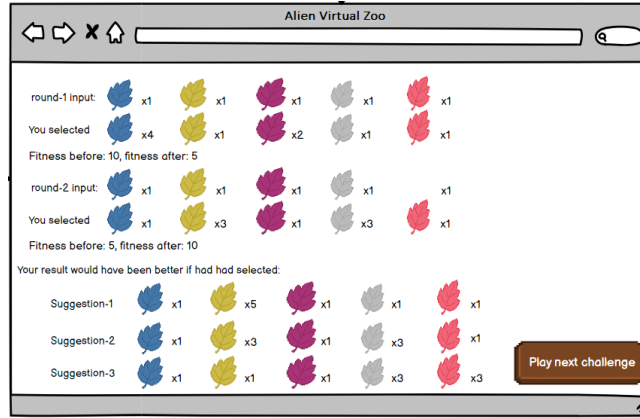 Alien Virtual Zoo
round-1 input: x1 x1 x1 x1 x1
You selected x4 x1 x2 x1 x1
Fitness before: 10, fitness after: 5
round-2 input: x1 x1 x1 x1 x1
You selected x1 x3 x1 x3 x1
Fitness before: 5, fitness after: 10
Your result would have been better if had had selected:
Suggestion-1 x1 x5 x1 x1 x1
Suggestion-2 x1 x3 x1 x3 x1
Suggestion-3 x1 x1 x1 x3 x3
Play next challenge